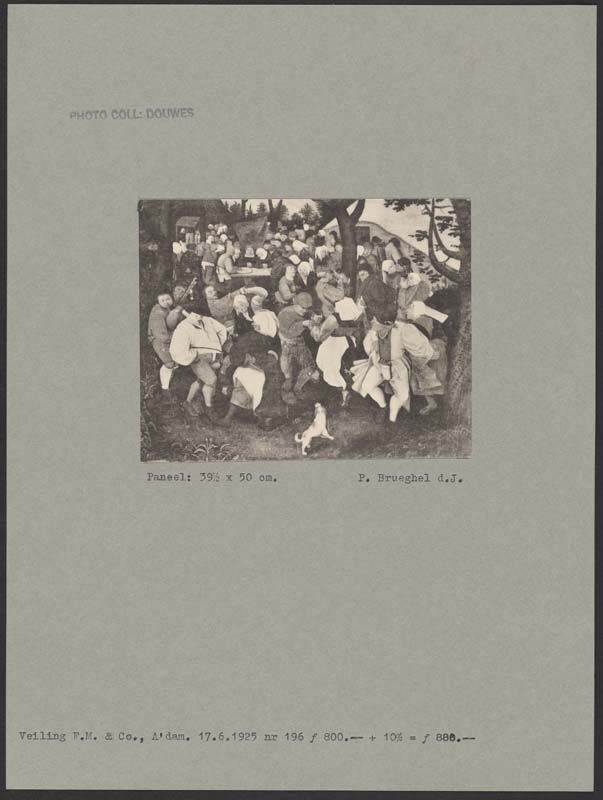 PHOTO COLL: DOUWES
Paneel: 39½ x 50 cm. P. Brueghel d.J.
Veiling F.M. & Co., A'dam. 17.6.1925 nr 196 ƒ 800.— + 10% = ƒ 880.—